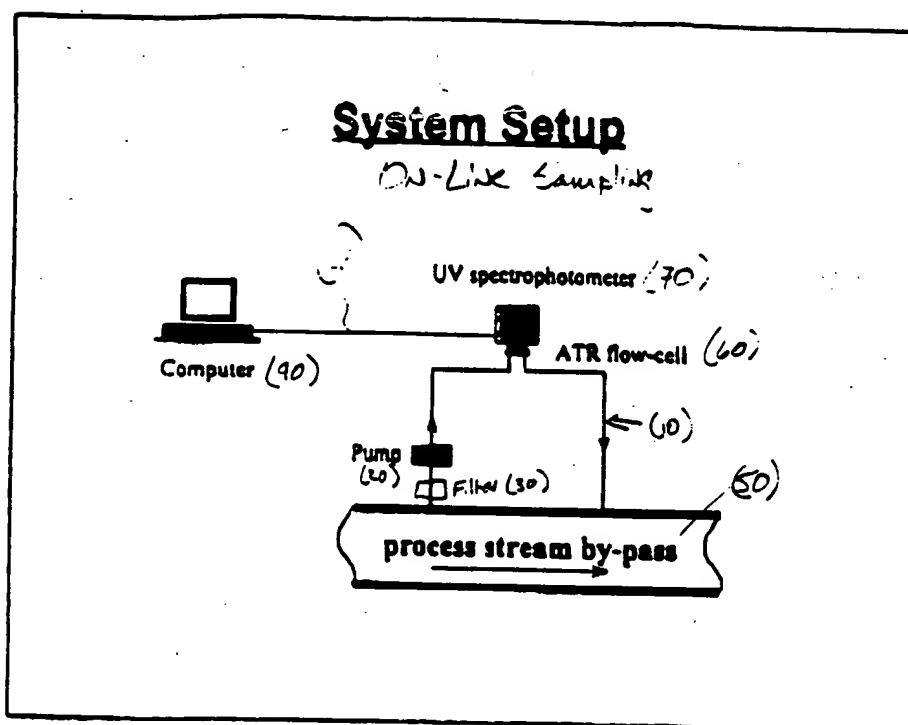 System Setup
On-Line Sampling
UV spectrophotometer (70)
ATR flow-cell (60)
Computer (90)
(10)
Pump
(20)
Filter (30)
(50)
process stream by-pass